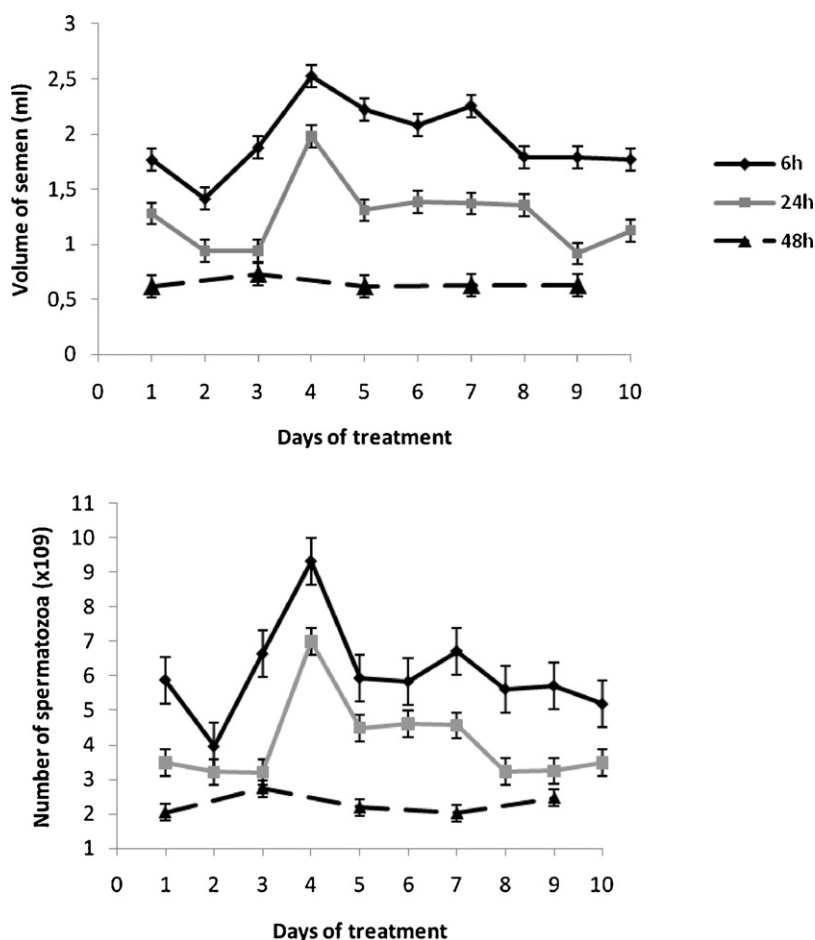 Volume of semen (ml)
3
2,5
2
1,5
1
0,5
0
0 1 2 3 4 5 6 7 8 9 10
Days of treatment
6h
24h
48h
Number of spermatozoa (x109)
11
10
9
8
7
6
5
4
3
2
1
0 1 2 3 4 5 6 7 8 9 10
Days of treatment